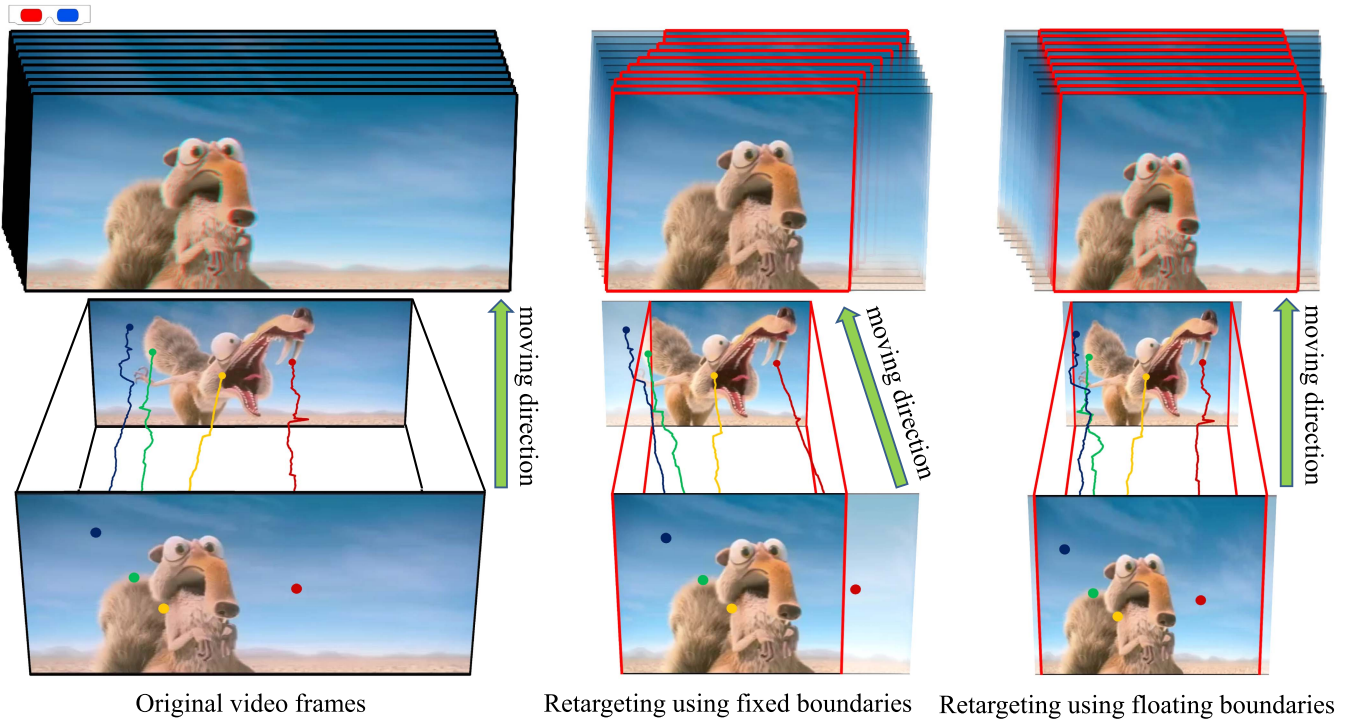 moving direction
moving direction
moving direction
Original video frames
Retargeting using fixed boundaries
Retargeting using floating boundaries